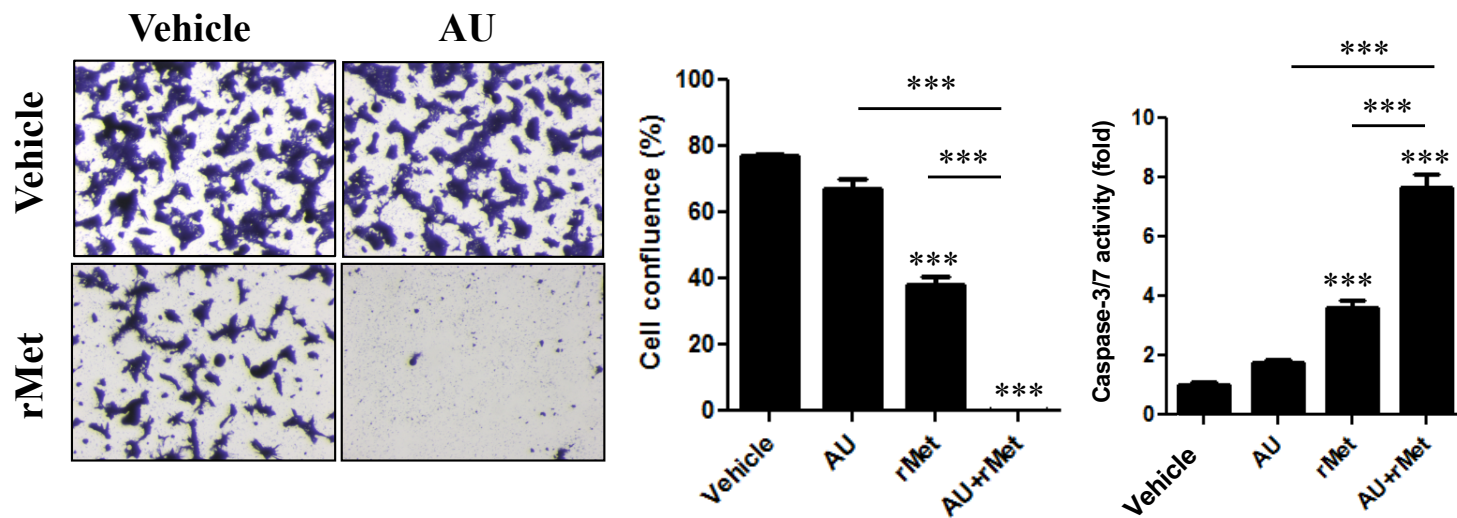 Vehicle AU
Vehicle
rMet
Cell confluence (%)
100
80
60
40
20
0
***
***
***
***
Vehicle
AU
rMet
AU+rMet
Caspase-3/7 activity (fold)
10
8
6
4
2
0
***
***
***
***
Vehicle
AU
rMet
AU+rMet